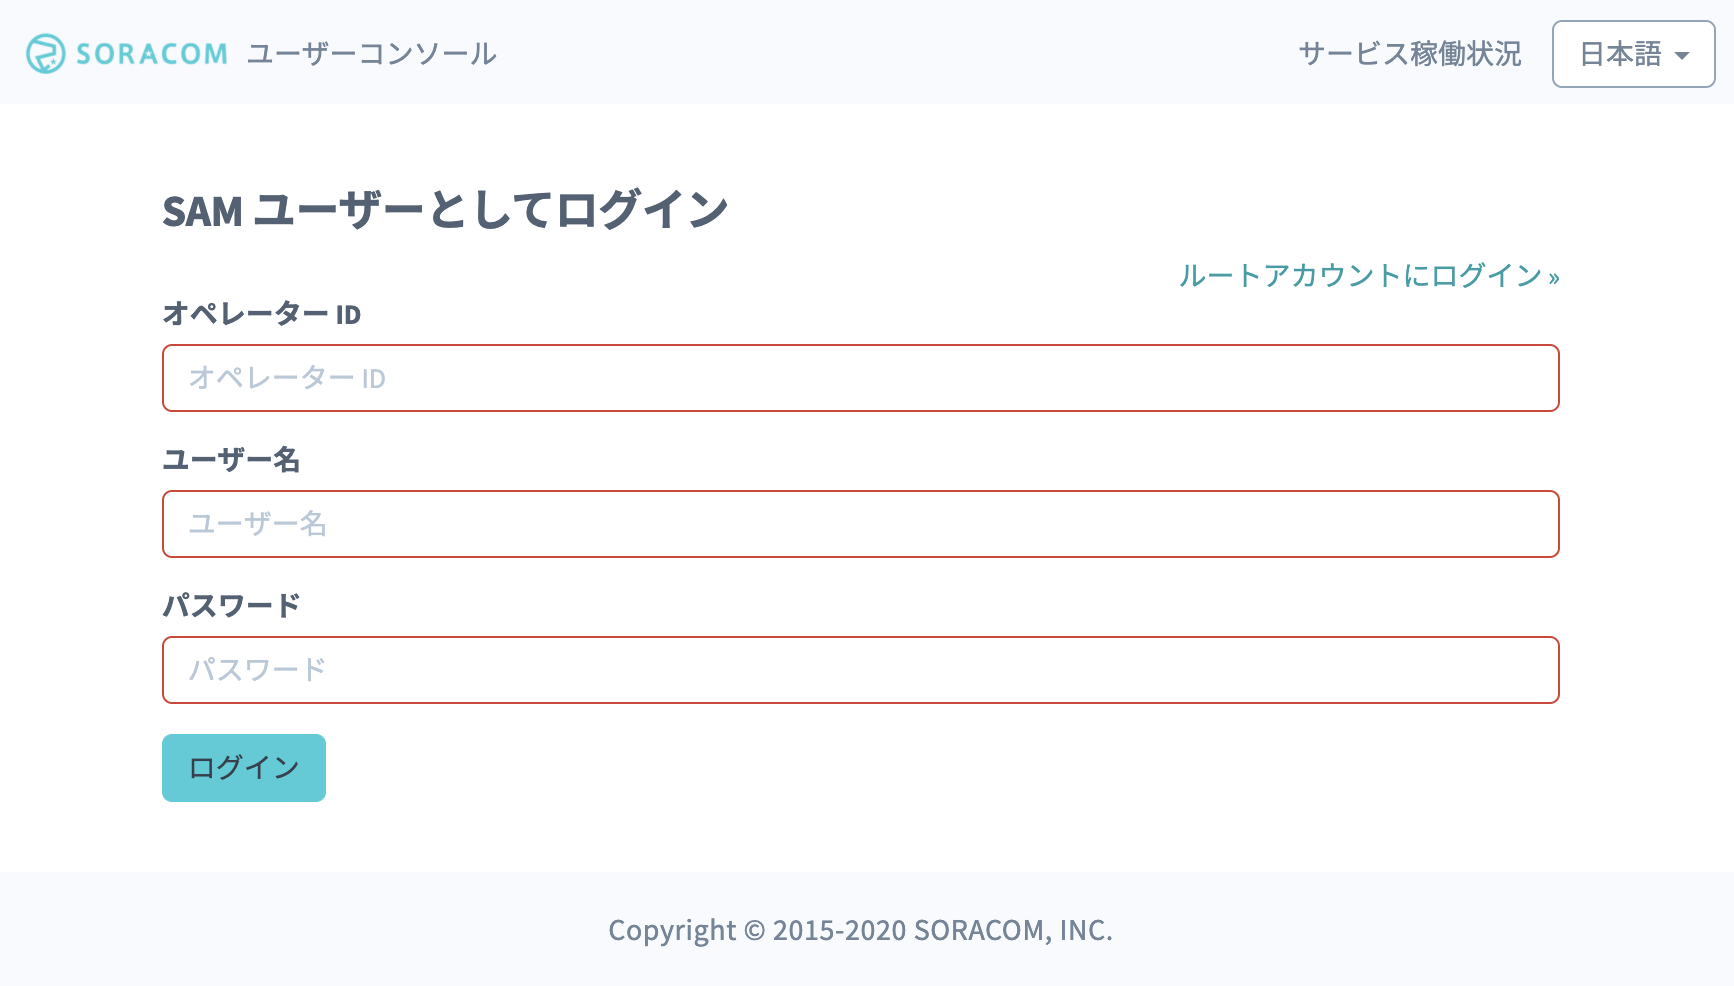 SORACOM ユーザーコンソール サービス稼働状況 日本語
SAM ユーザーとしてログイン
ルートアカウントにログイン »
オペレーター ID
オペレーター ID
ユーザー名
ユーザー名
パスワード
パスワード
ログイン
Copyright © 2015-2020 SORACOM, INC.